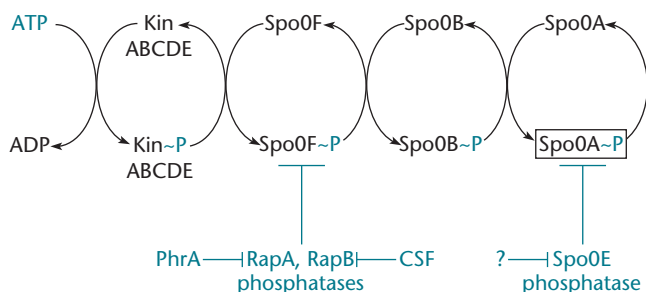 ATP Kin Spo0F Spo0B Spo0A
ABCDE
ADP Kin~P Spo0F~P Spo0B~P Spo0A~P
ABCDE
PhrA RapA, RapB CSF ? Spo0E
phosphatases phosphatase